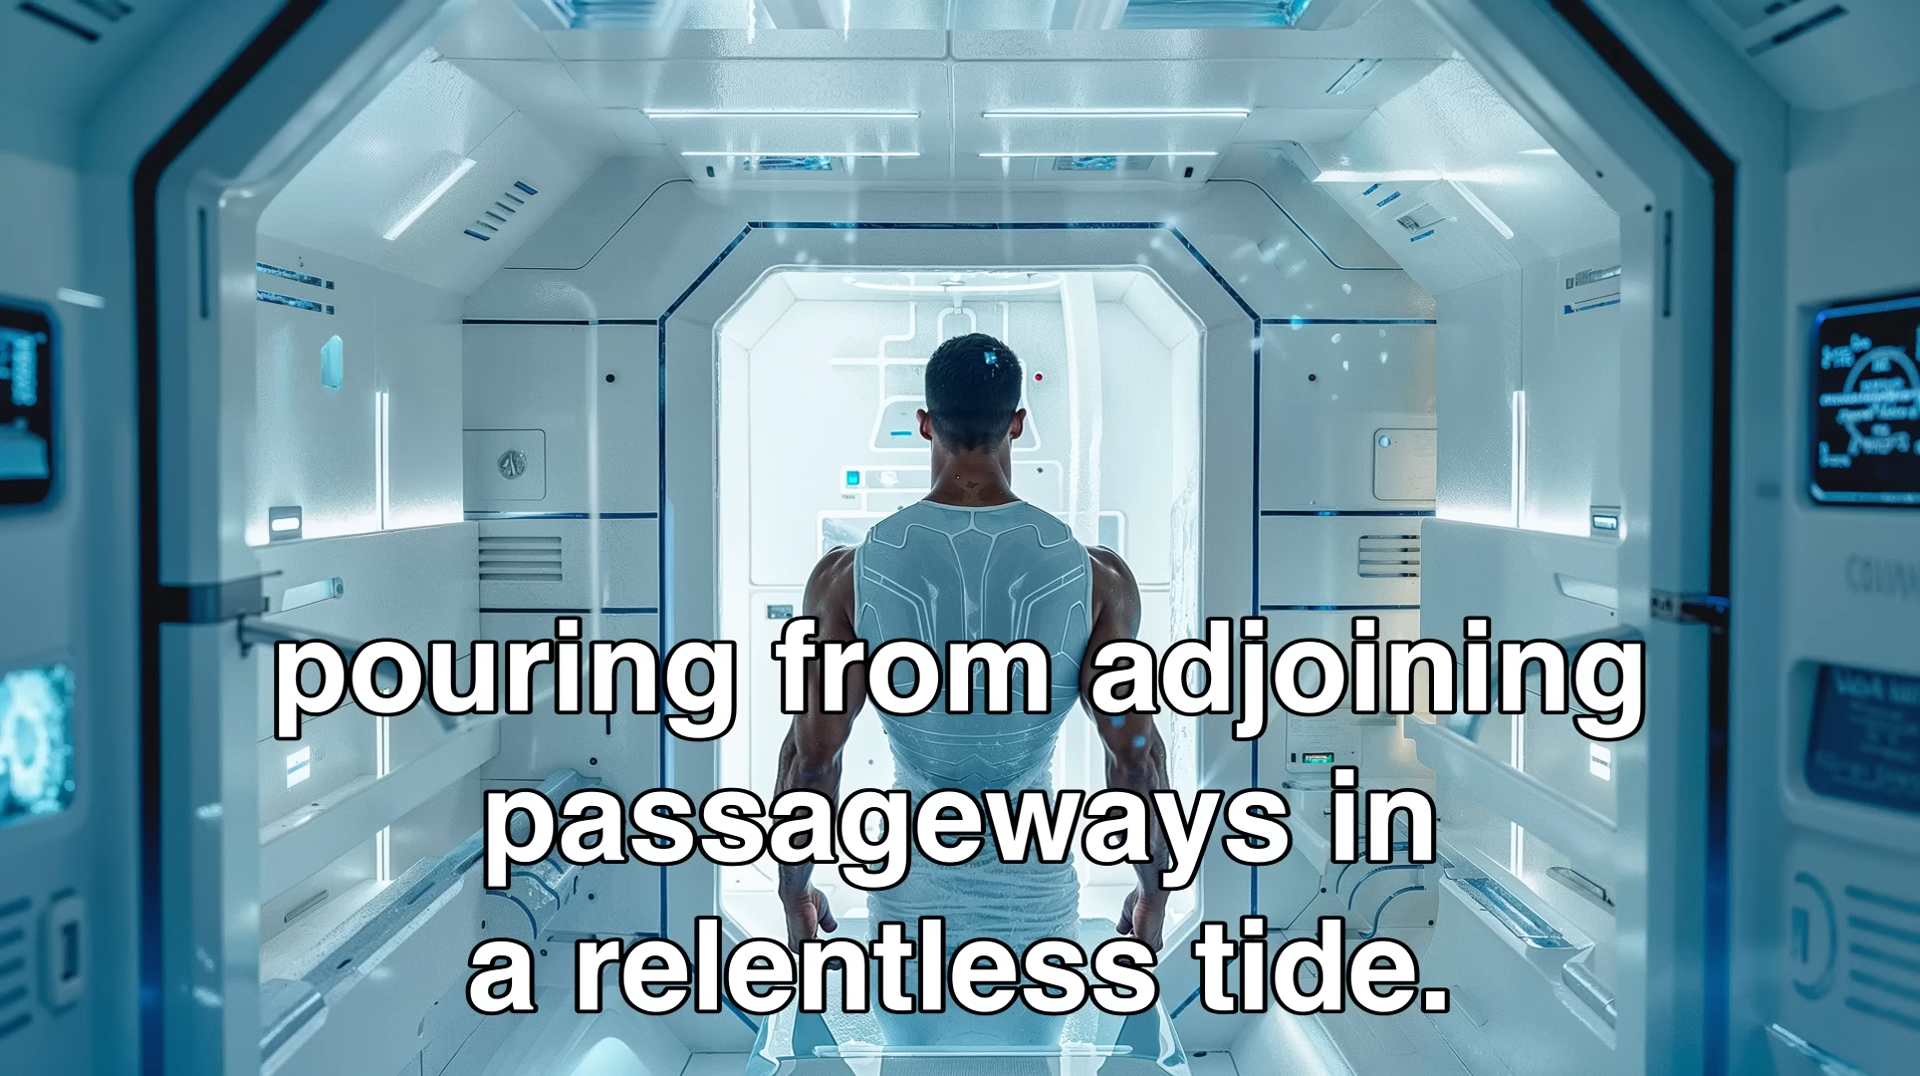 pouring from adjoining
passageways in
a relentless tide.